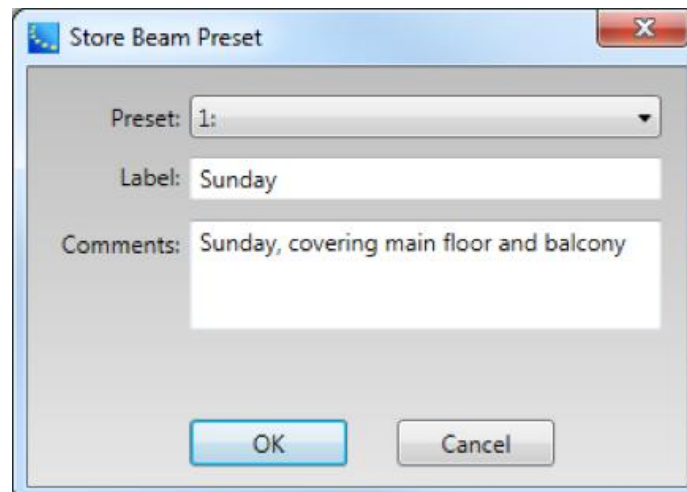 Store Beam Preset
Preset: 1:
Label: Sunday
Comments: Sunday, covering main floor and balcony
OK Cancel